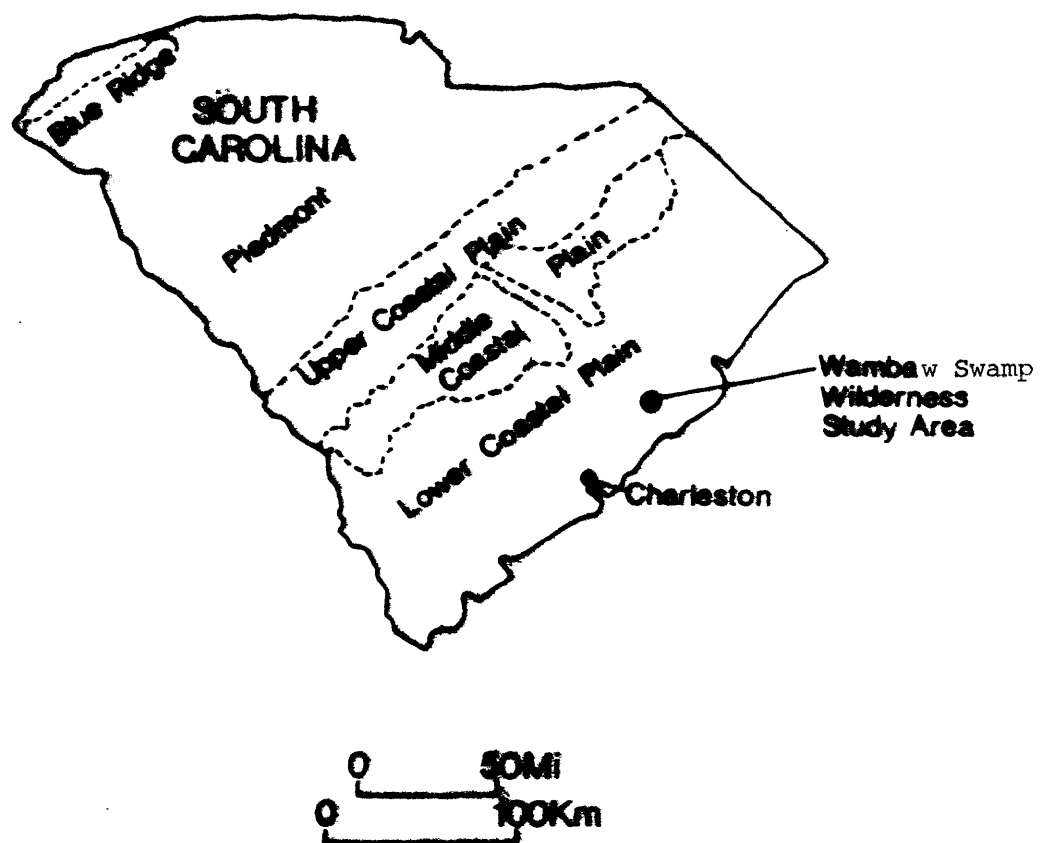 Blue Ridge
SOUTH
CAROLINA
Piedmont
Upper Coastal Plain
Middle
Coastal
Plain
Lower Coastal Plain
Wambaw Swamp
Wilderness
Study Area
Charleston
0 50Mi
0 100Km